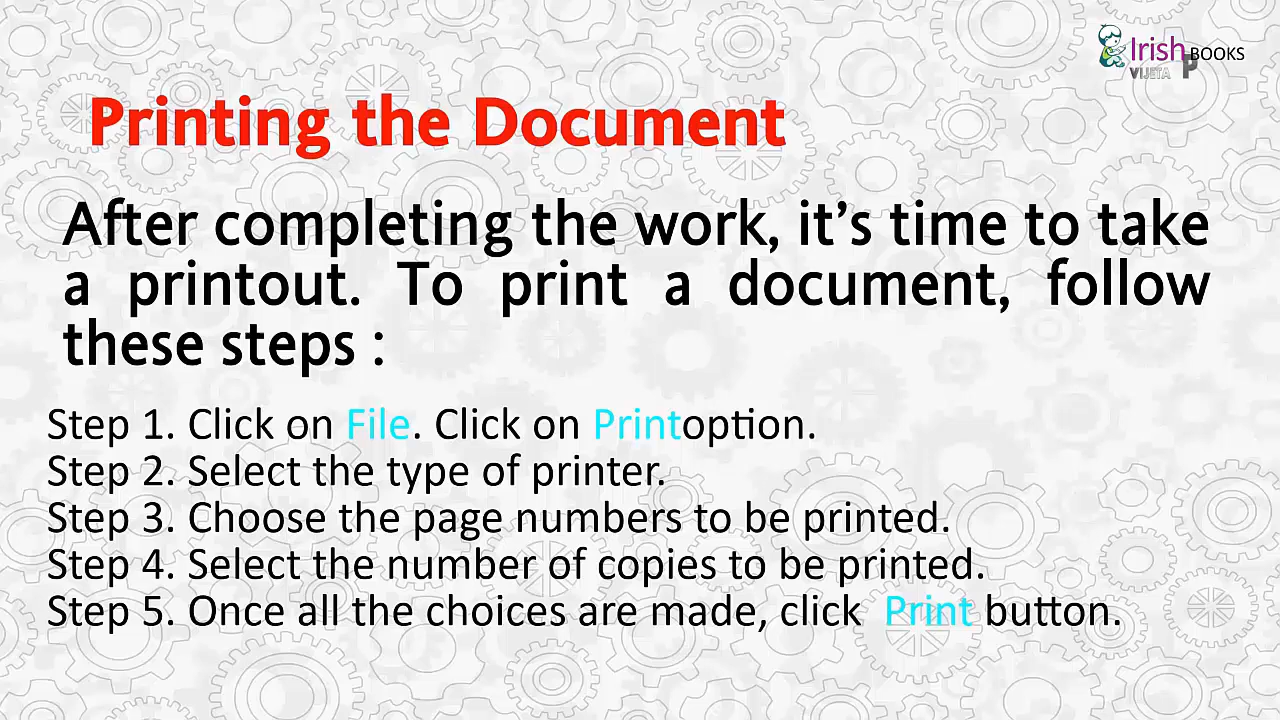 Irish BOOKS
VIJETA P
Printing the Document
After completing the work, it's time to take
a printout. To print a document, follow
these steps :
Step 1. Click on File. Click on Printoption.
Step 2. Select the type of printer.
Step 3. Choose the page numbers to be printed.
Step 4. Select the number of copies to be printed.
Step 5. Once all the choices are made, click Print button.